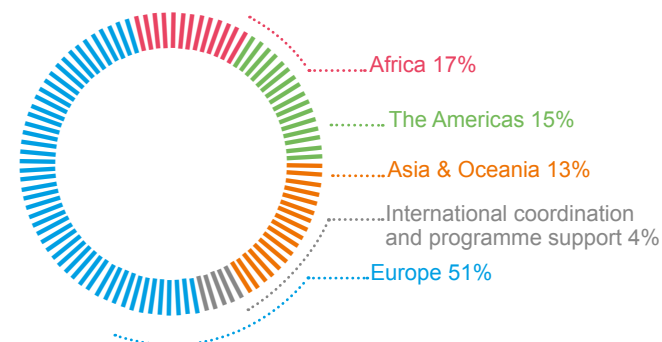 Africa 17%
The Americas 15%
Asia & Oceania 13%
International coordination
and programme support 4%
Europe 51%